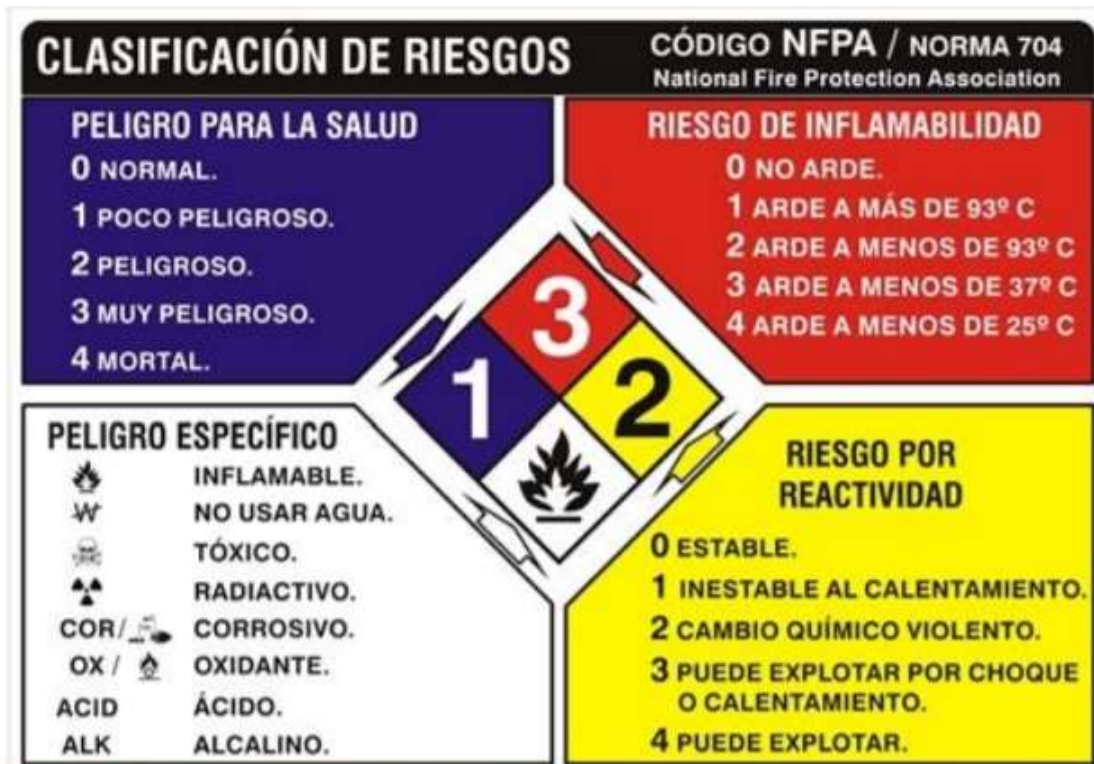 CLASIFICACIÓN DE RIESGOS
CÓDIGO NFPA / NORMA 704
National Fire Protection Association
PELIGRO PARA LA SALUD
0 NORMAL.
1 POCO PELIGROSO.
2 PELIGROSO.
3 MUY PELIGROSO.
4 MORTAL.
RIESGO DE INFLAMABILIDAD
0 NO ARDE.
1 ARDE A MÁS DE 93º C
2 ARDE A MENOS DE 93º C
3 ARDE A MENOS DE 37º C
4 ARDE A MENOS DE 25º C
3
1
2
PELIGRO ESPECÍFICO
INFLAMABLE.
W NO USAR AGUA.
TÓXICO.
RADIACTIVO.
COR/ CORROSIVO.
OX / OXIDANTE.
ACID ÁCIDO.
ALK ALCALINO.
RIESGO POR
REACTIVIDAD
0 ESTABLE.
1 INESTABLE AL CALENTAMIENTO.
2 CAMBIO QUÍMICO VIOLENTO.
3 PUEDE EXPLOTAR POR CHOQUE
O CALENTAMIENTO.
4 PUEDE EXPLOTAR.